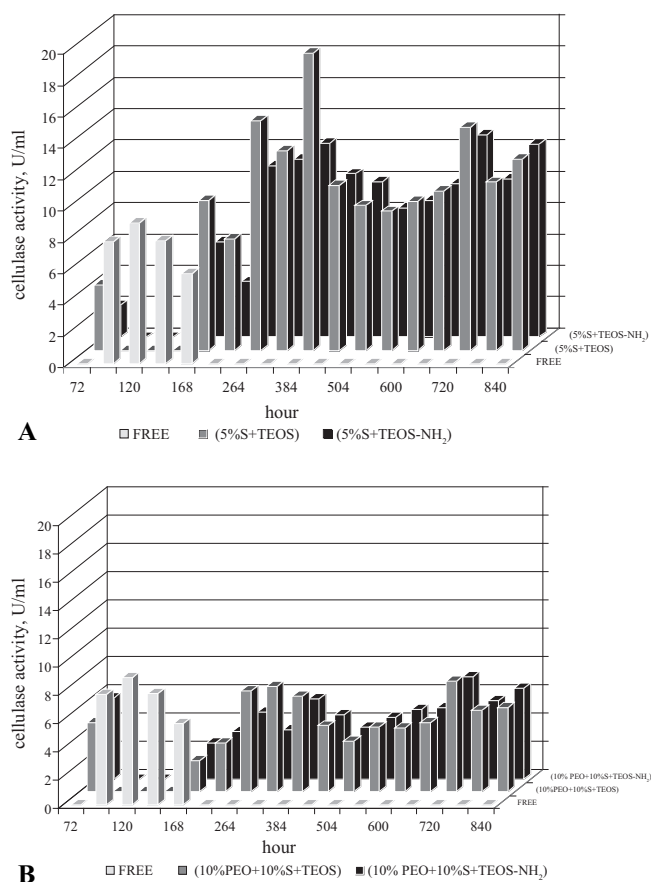 20
18
16
14
12
10
8
6
4
2
0
cellulase activity, U/ml
(5%S+TEOS-NH₂)
(5%S+TEOS)
FREE
72 120 168 264 384 504 600 720 840
hour
A
FREE (5%S+TEOS) (5%S+TEOS-NH₂)
20
18
16
14
12
10
8
6
4
2
0
cellulase activity, U/ml
(10% PEO+10%S+TEOS-NH₂)
(10%PEO+10%S+TEOS)
FREE
72 120 168 264 384 504 600 720 840
hour
B
FREE (10%PEO+10%S+TEOS) (10% PEO+10%S+TEOS-NH₂)